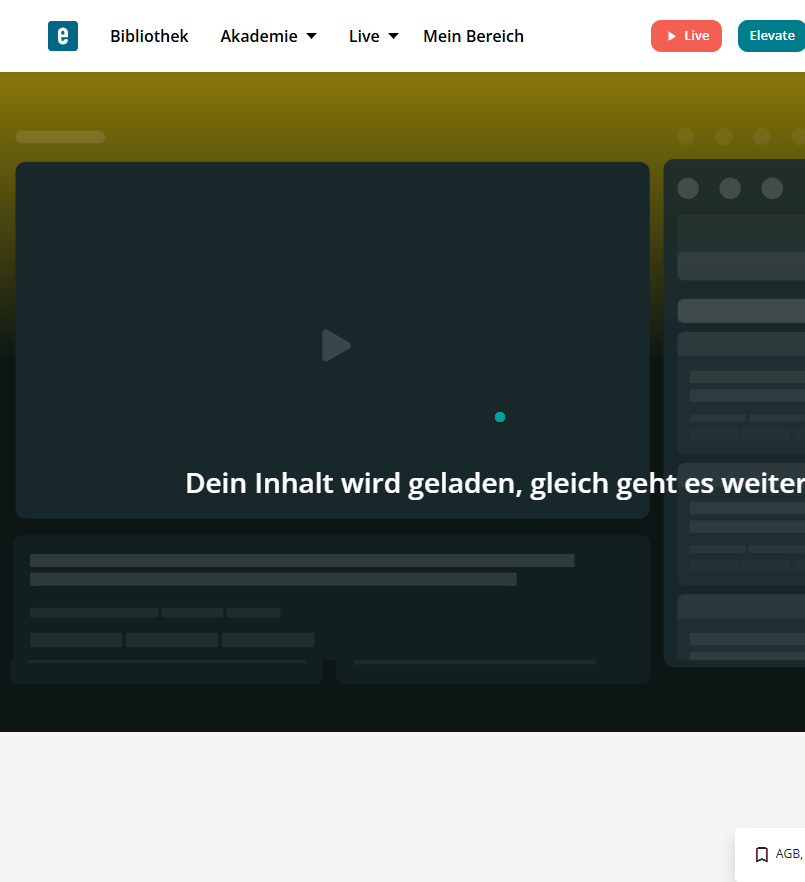 e
Bibliothek
Akademie
Live
Mein Bereich
Live
Elevate
Dein Inhalt wird geladen, gleich geht es weiter
AGB,